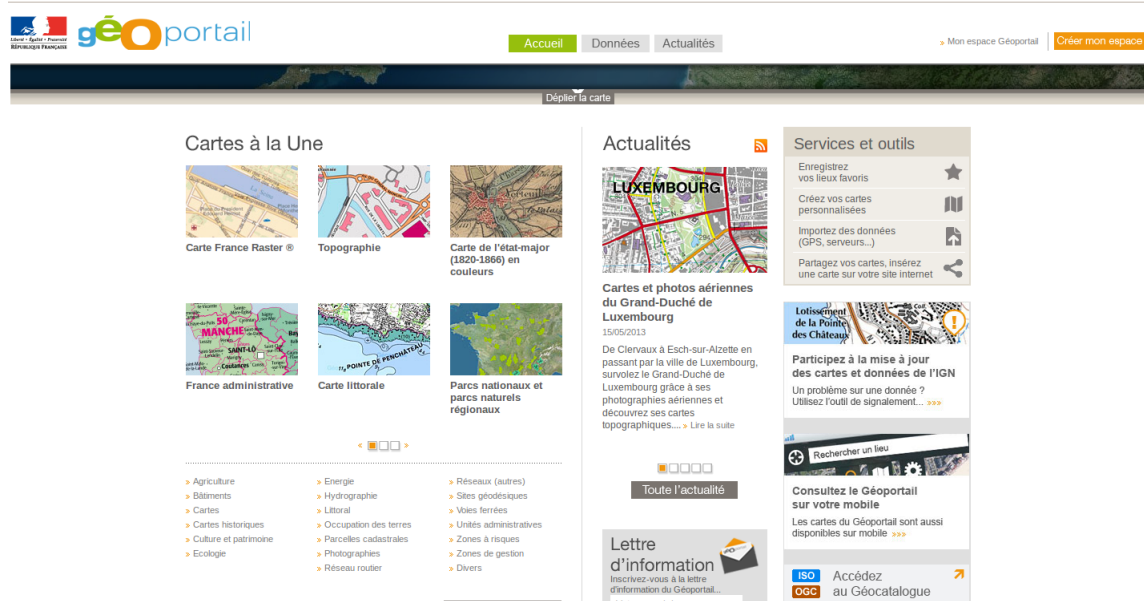 Liberté • Égalité • Fraternité
RÉPUBLIQUE FRANÇAISE
géoportail
Accueil
Données
Actualités
» Mon espace Géoportail
Créer mon espace
Déplier la carte
Cartes à la Une
Carte France Raster ®
Topographie
Carte de l'état-major
(1820-1866) en
couleurs
50
MANCHE
SAINT-LÔ
Coutances
POINTE DE PENCHATEAU
France administrative
Carte littorale
Parcs nationaux et
parcs naturels
régionaux
» Agriculture
» Bâtiments
» Cartes
» Cartes historiques
» Culture et patrimoine
» Ecologie
» Energie
» Hydrographie
» Littoral
» Occupation des terres
» Parcelles cadastrales
» Photographies
» Réseau routier
» Réseaux (autres)
» Sites géodésiques
» Voies ferrées
» Unités administratives
» Zones à risques
» Zones de gestion
» Divers
Actualités
LUXEMBOURG
Cartes et photos aériennes
du Grand-Duché de
Luxembourg
15/05/2013
De Clervaux à Esch-sur-Alzette en
passant par la ville de Luxembourg,
survolez le Grand-Duché de
Luxembourg grâce à ses
photographies aériennes et
découvrez ses cartes
topographiques.... » Lire la suite
Toute l'actualité
Lettre
d'information
Inscrivez-vous à la lettre
d'information du Géoportail...
Services et outils
Enregistrez
vos lieux favoris
Créez vos cartes
personnalisées
Importez des données
(GPS, serveurs...)
Partagez vos cartes, insérez
une carte sur votre site internet
Lotissement
de la Pointe
des Châteaux
Participez à la mise à jour
des cartes et données de l'IGN
Un problème sur une donnée ?
Utilisez l'outil de signalement... »»»
Rechercher un lieu
Consultez le Géoportail
sur votre mobile
Les cartes du Géoportail sont aussi
disponibles sur mobile »»»
ISO
OGC
Accédez
au Géocatalogue